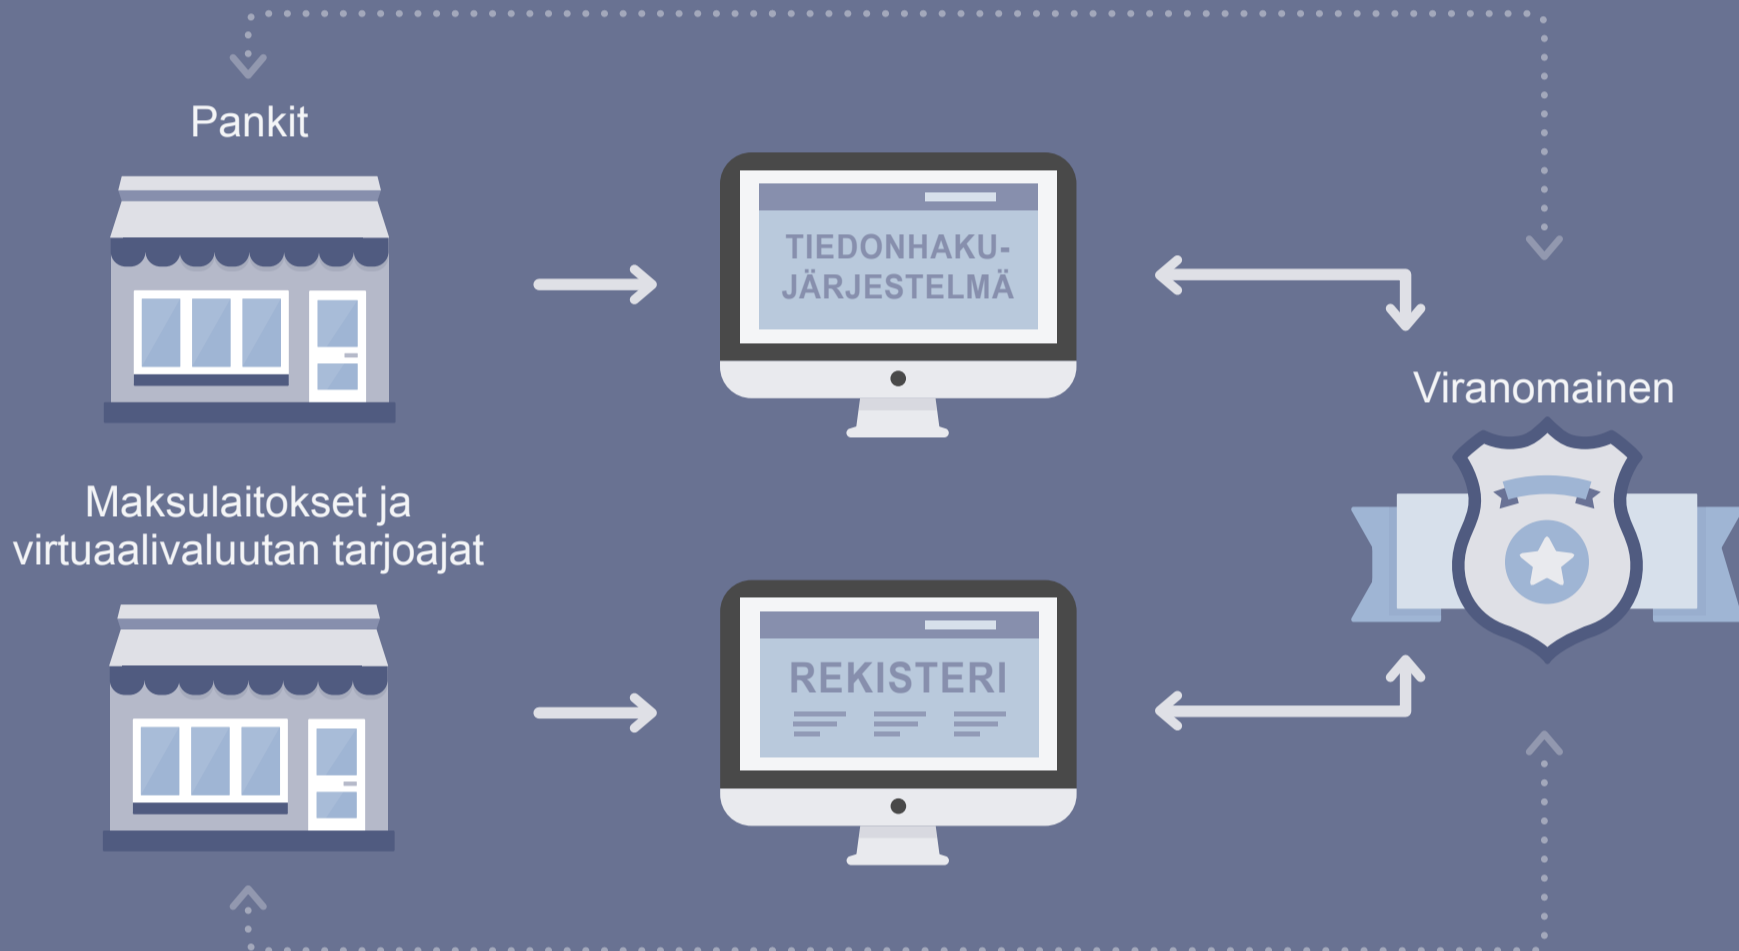 Pankit
TIEDONHAKU-
JÄRJESTELMÄ
Viranomainen
Maksulaitokset ja
virtuaalivaluutan tarjoajat
REKISTERI